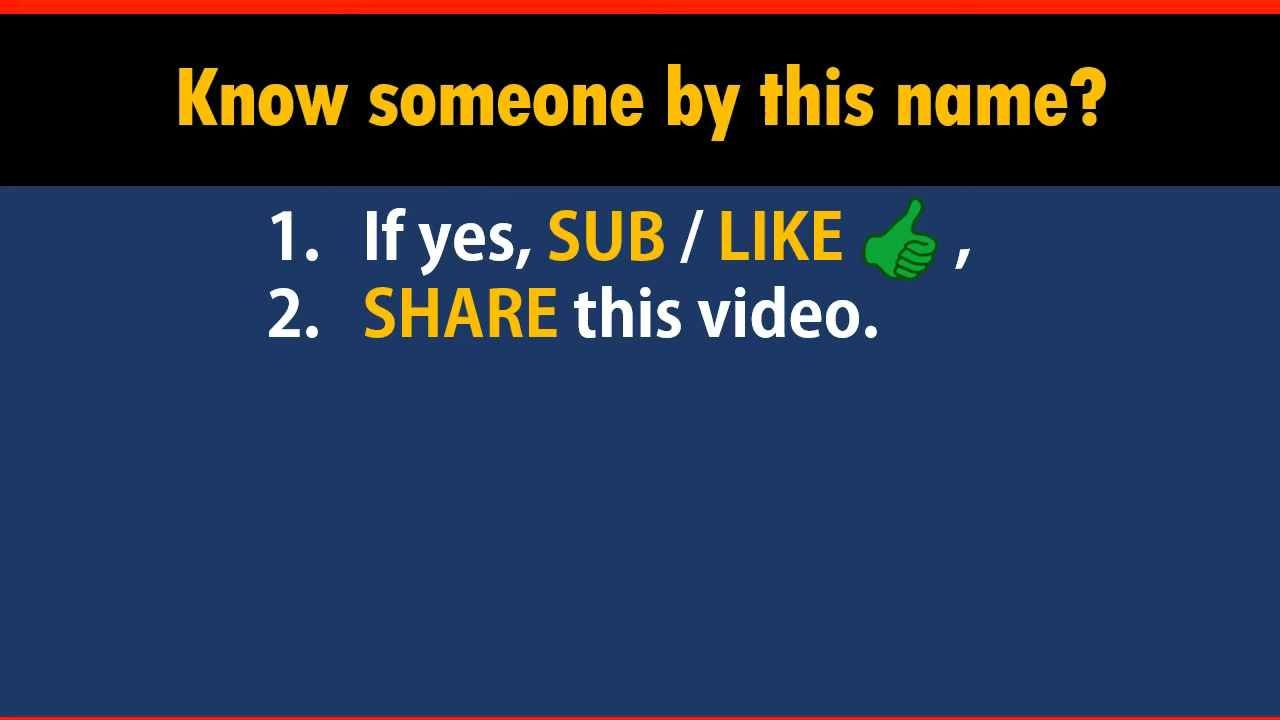 Know someone by this name?
1. If yes, SUB / LIKE ,
2. SHARE this video.